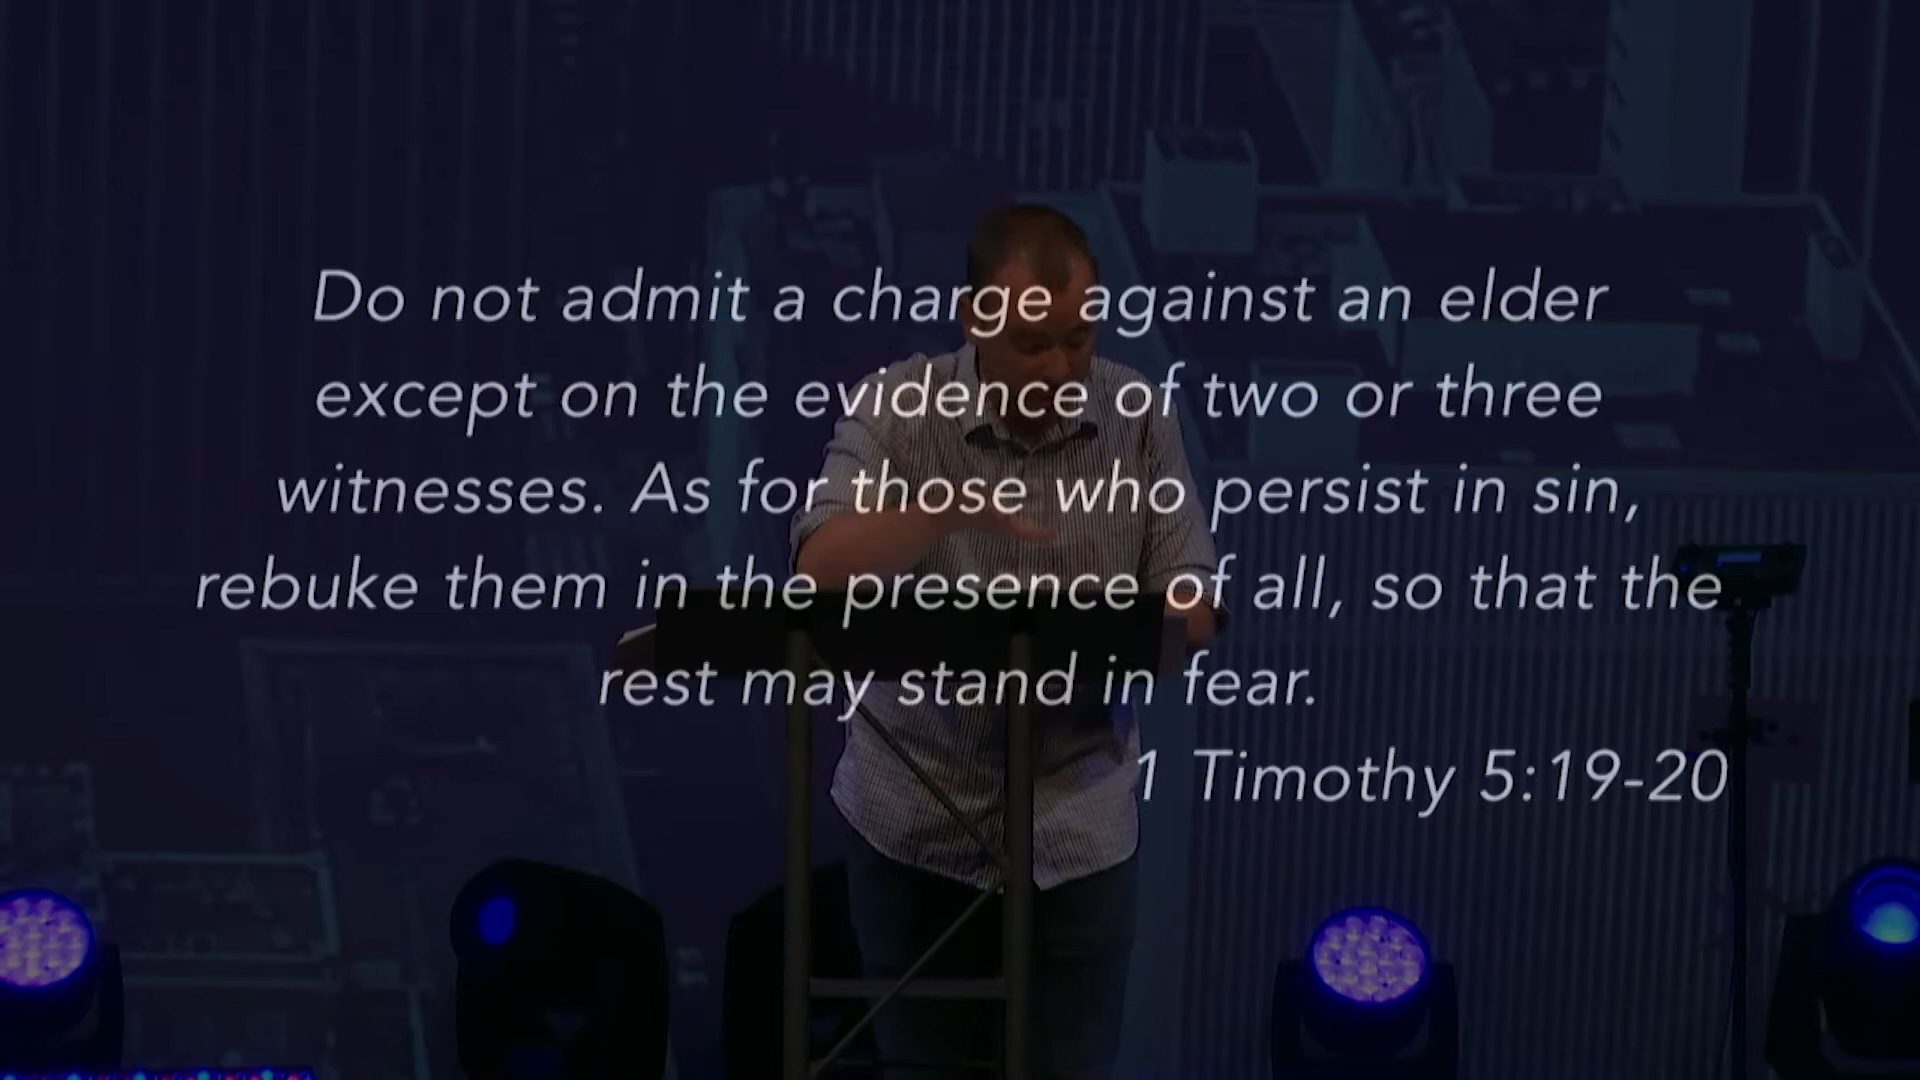 Do not admit a charge against an elder
except on the evidence of two or three
witnesses. As for those who persist in sin,
rebuke them in the presence of all, so that the
rest may stand in fear.
1 Timothy 5:19-20